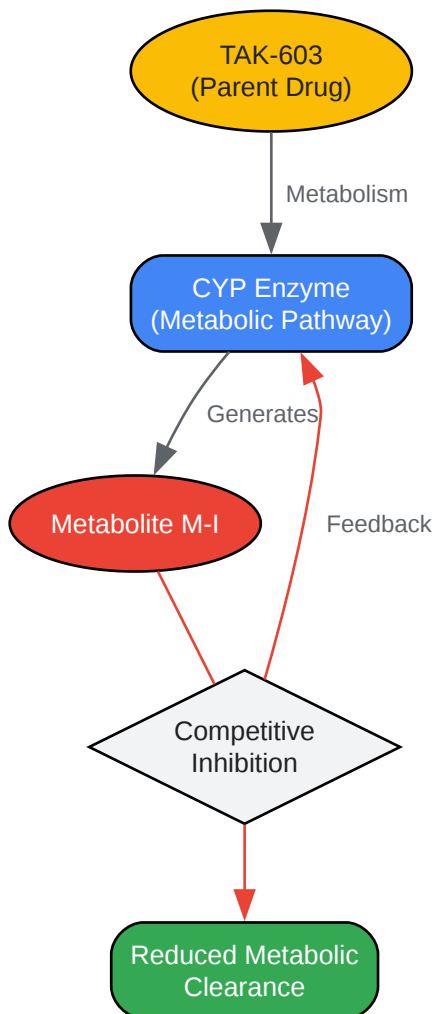 TAK-603
(Parent Drug)
Metabolism
CYP Enzyme
(Metabolic Pathway)
Generates
Metabolite M-I
Feedback
Competitive
Inhibition
Reduced Metabolic
Clearance